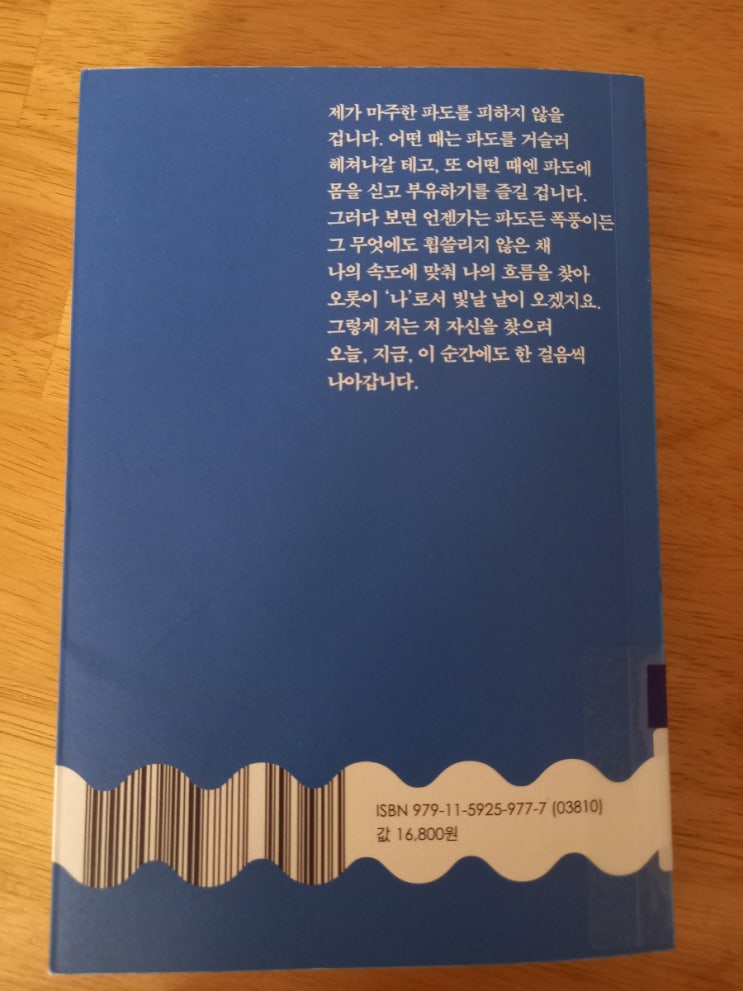 제가 마주한 파도를 피하지 않을
겁니다. 어떤 때는 파도를 거슬러
헤쳐나갈 테고, 또 어떤 때엔 파도에
몸을 싣고 부유하기를 즐길 겁니다.
그러다 보면 언젠가는 파도든 폭풍이든
그 무엇에도 휩쓸리지 않은 채
나의 속도에 맞춰 나의 흐름을 찾아
오롯이 ‘나’로서 빛날 날이 오겠지요.
그렇게 저는 저 자신을 찾으러
오늘, 지금, 이 순간에도 한 걸음씩
나아갑니다.
ISBN 979-11-5925-977-7 (03810)
값 16,800원